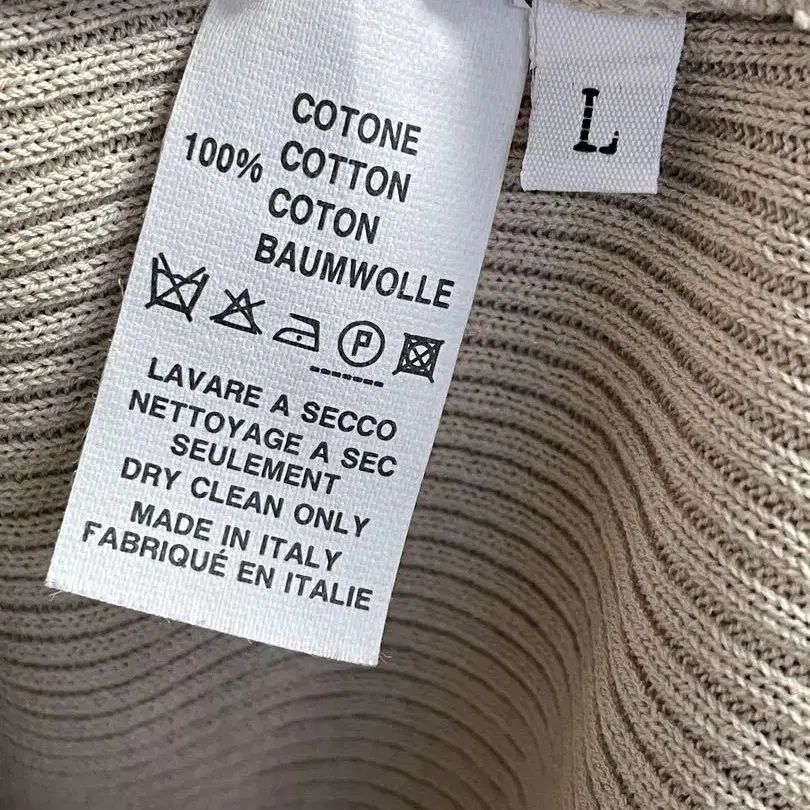 COTONE
100% COTTON
COTON
BAUMWOLLE
P
LAVARE A SECCO
NETTOYAGE A SEC
SEULEMENT
DRY CLEAN ONLY
MADE IN ITALY
FABRIQUÉ EN ITALIE
L